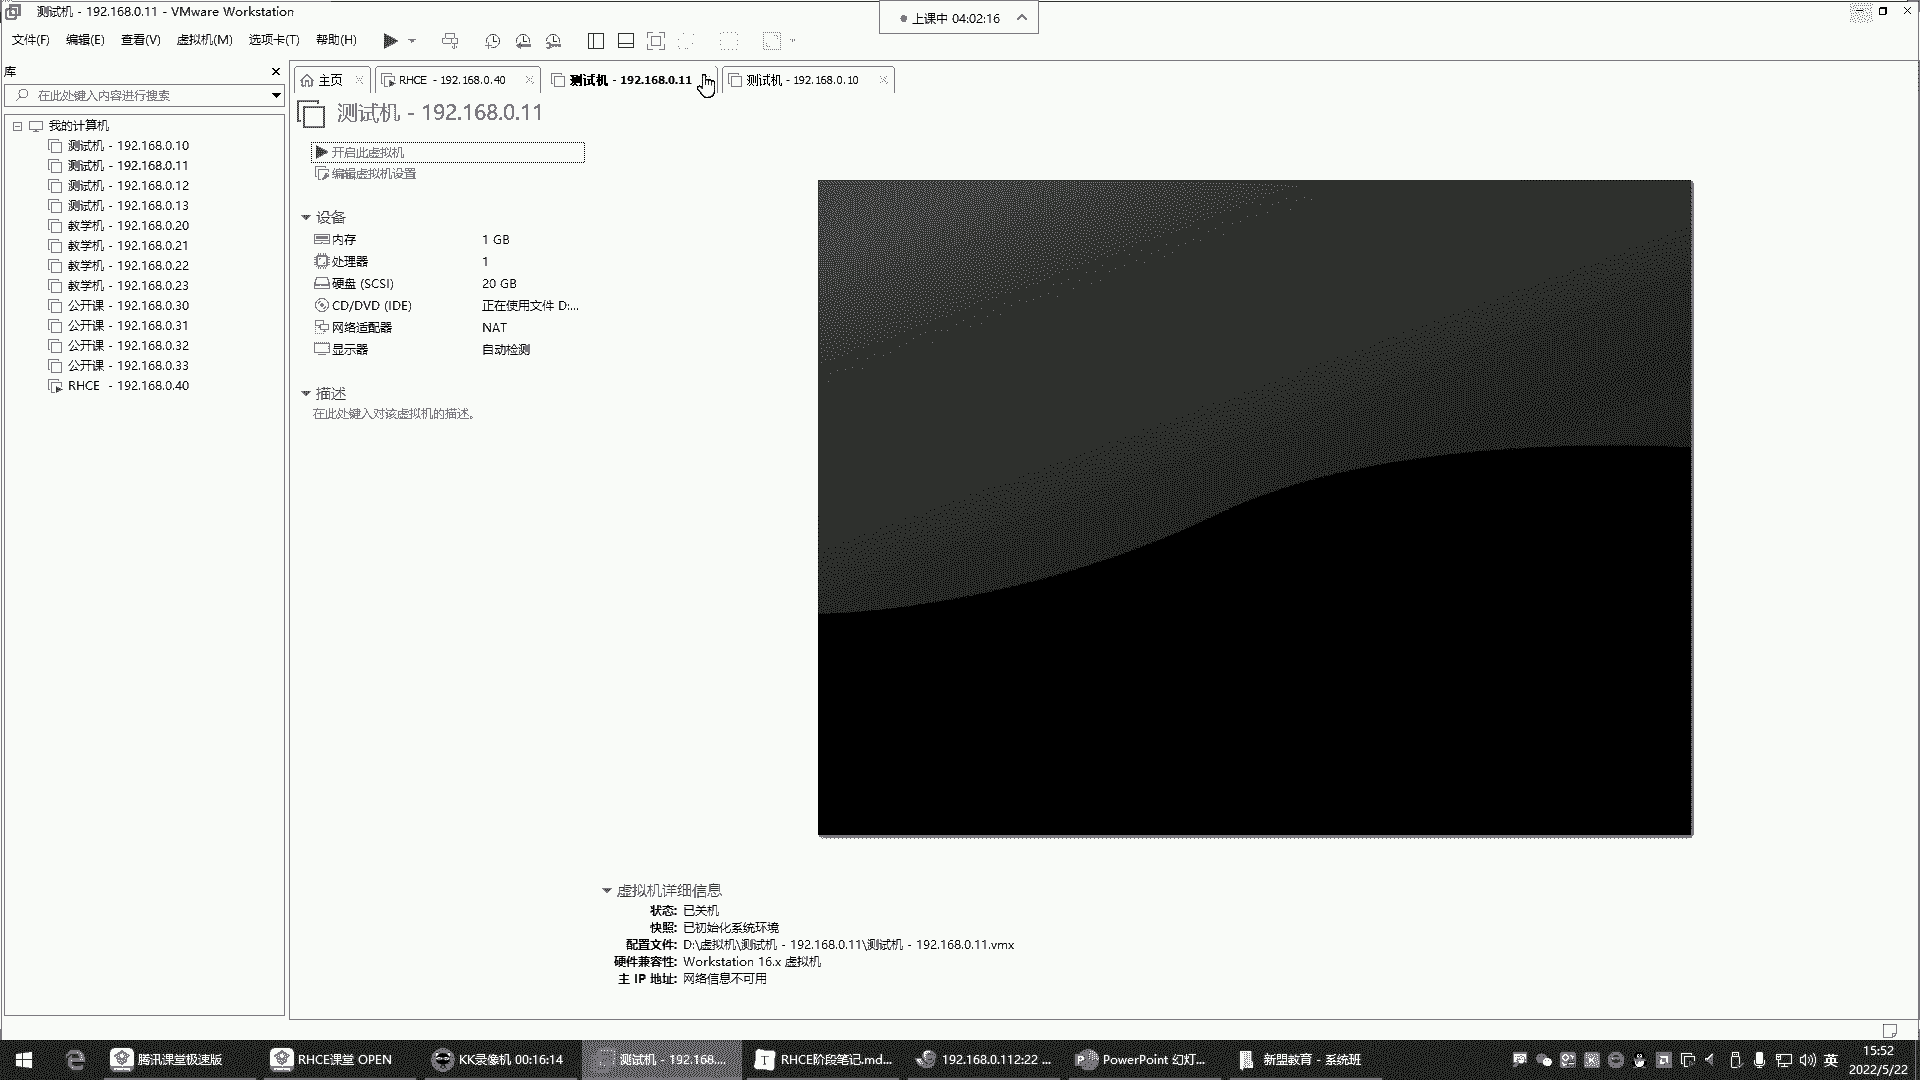 测试机 - 192.168.0.11 - VMware Workstation
上课中 04:02:16
文件(F) 编辑(E) 查看(V) 虚拟机(M) 选项卡(T) 帮助(H)
库
在此处键入内容进行搜索
我的计算机
测试机 - 192.168.0.10
测试机 - 192.168.0.11
测试机 - 192.168.0.12
测试机 - 192.168.0.13
教学机 - 192.168.0.20
教学机 - 192.168.0.21
教学机 - 192.168.0.22
教学机 - 192.168.0.23
公开课 - 192.168.0.30
公开课 - 192.168.0.31
公开课 - 192.168.0.32
公开课 - 192.168.0.33
RHCE - 192.168.0.40
主页 RHCE - 192.168.0.40 测试机 - 192.168.0.11 测试机 - 192.168.0.10
测试机 - 192.168.0.11
开启此虚拟机
编辑虚拟机设置
设备
内存 1 GB
处理器 1
硬盘 (SCSI) 20 GB
CD/DVD (IDE) 正在使用文件 D:...
网络适配器 NAT
显示器 自动检测
描述
在此处键入对该虚拟机的描述。
虚拟机详细信息
状态: 已关机
快照: 已初始化系统环境
配置文件: D:\虚拟机\测试机 - 192.168.0.11\测试机 - 192.168.0.11.vmx
硬件兼容性: Workstation 16.x 虚拟机
主 IP 地址: 网络信息不可用
腾讯课堂极速版 RHCE课堂 OPEN KK录像机 00:16:14 测试机 - 192.168.... RHCE阶段笔记.md... 192.168.0.112:22 ... PowerPoint 幻灯... 新盟教育 - 系统班 英 15:52
2022/5/22